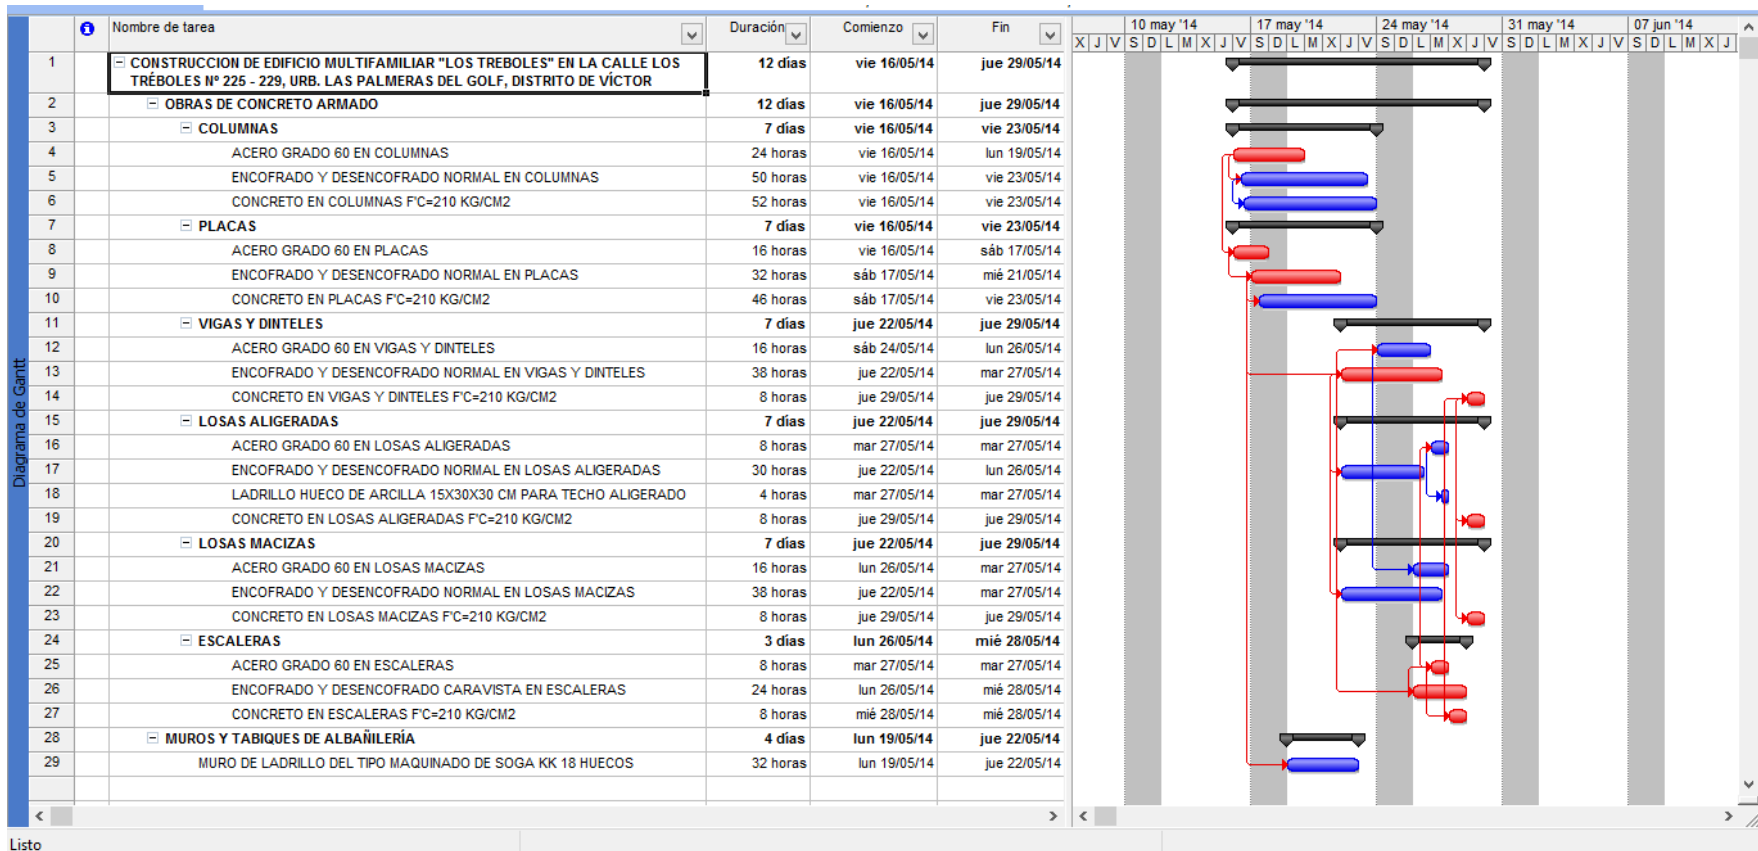 Nombre de tarea Duración Comienzo Fin 10 may '14 17 may '14 24 may '14 31 may '14 07 jun '14
X J V S D L M X J V S D L M X J V S D L M X J V S D L M X J V S D L M X J
1 CONSTRUCCION DE EDIFICIO MULTIFAMILIAR "LOS TREBOLES" EN LA CALLE LOS 12 días vie 16/05/14 jue 29/05/14
TRÉBOLES Nº 225 - 229, URB. LAS PALMERAS DEL GOLF, DISTRITO DE VÍCTOR
2 OBRAS DE CONCRETO ARMADO 12 días vie 16/05/14 jue 29/05/14
3 COLUMNAS 7 días vie 16/05/14 vie 23/05/14
4 ACERO GRADO 60 EN COLUMNAS 24 horas vie 16/05/14 lun 19/05/14
5 ENCOFRADO Y DESENCOFRADO NORMAL EN COLUMNAS 50 horas vie 16/05/14 vie 23/05/14
6 CONCRETO EN COLUMNAS F'C=210 KG/CM2 52 horas vie 16/05/14 vie 23/05/14
7 PLACAS 7 días vie 16/05/14 vie 23/05/14
8 ACERO GRADO 60 EN PLACAS 16 horas vie 16/05/14 sáb 17/05/14
9 ENCOFRADO Y DESENCOFRADO NORMAL EN PLACAS 32 horas sáb 17/05/14 mié 21/05/14
10 CONCRETO EN PLACAS F'C=210 KG/CM2 46 horas sáb 17/05/14 vie 23/05/14
11 VIGAS Y DINTELES 7 días jue 22/05/14 jue 29/05/14
12 ACERO GRADO 60 EN VIGAS Y DINTELES 16 horas sáb 24/05/14 lun 26/05/14
13 ENCOFRADO Y DESENCOFRADO NORMAL EN VIGAS Y DINTELES 38 horas jue 22/05/14 mar 27/05/14
14 CONCRETO EN VIGAS Y DINTELES F'C=210 KG/CM2 8 horas jue 29/05/14 jue 29/05/14
15 LOSAS ALIGERADAS 7 días jue 22/05/14 jue 29/05/14
16 ACERO GRADO 60 EN LOSAS ALIGERADAS 8 horas mar 27/05/14 mar 27/05/14
17 ENCOFRADO Y DESENCOFRADO NORMAL EN LOSAS ALIGERADAS 30 horas jue 22/05/14 lun 26/05/14
18 LADRILLO HUECO DE ARCILLA 15X30X30 CM PARA TECHO ALIGERADO 4 horas mar 27/05/14 mar 27/05/14
19 CONCRETO EN LOSAS ALIGERADAS F'C=210 KG/CM2 8 horas jue 29/05/14 jue 29/05/14
20 LOSAS MACIZAS 7 días jue 22/05/14 jue 29/05/14
21 ACERO GRADO 60 EN LOSAS MACIZAS 16 horas lun 26/05/14 mar 27/05/14
22 ENCOFRADO Y DESENCOFRADO NORMAL EN LOSAS MACIZAS 38 horas jue 22/05/14 mar 27/05/14
23 CONCRETO EN LOSAS MACIZAS F'C=210 KG/CM2 8 horas jue 29/05/14 jue 29/05/14
24 ESCALERAS 3 días lun 26/05/14 mié 28/05/14
25 ACERO GRADO 60 EN ESCALERAS 8 horas mar 27/05/14 mar 27/05/14
26 ENCOFRADO Y DESENCOFRADO CARAVISTA EN ESCALERAS 24 horas lun 26/05/14 mié 28/05/14
27 CONCRETO EN ESCALERAS F'C=210 KG/CM2 8 horas mié 28/05/14 mié 28/05/14
28 MUROS Y TABIQUES DE ALBAÑILERÍA 4 días lun 19/05/14 jue 22/05/14
29 MURO DE LADRILLO DEL TIPO MAQUINADO DE SOGA KK 18 HUECOS 32 horas lun 19/05/14 jue 22/05/14
Diagrama de Gantt
Listo